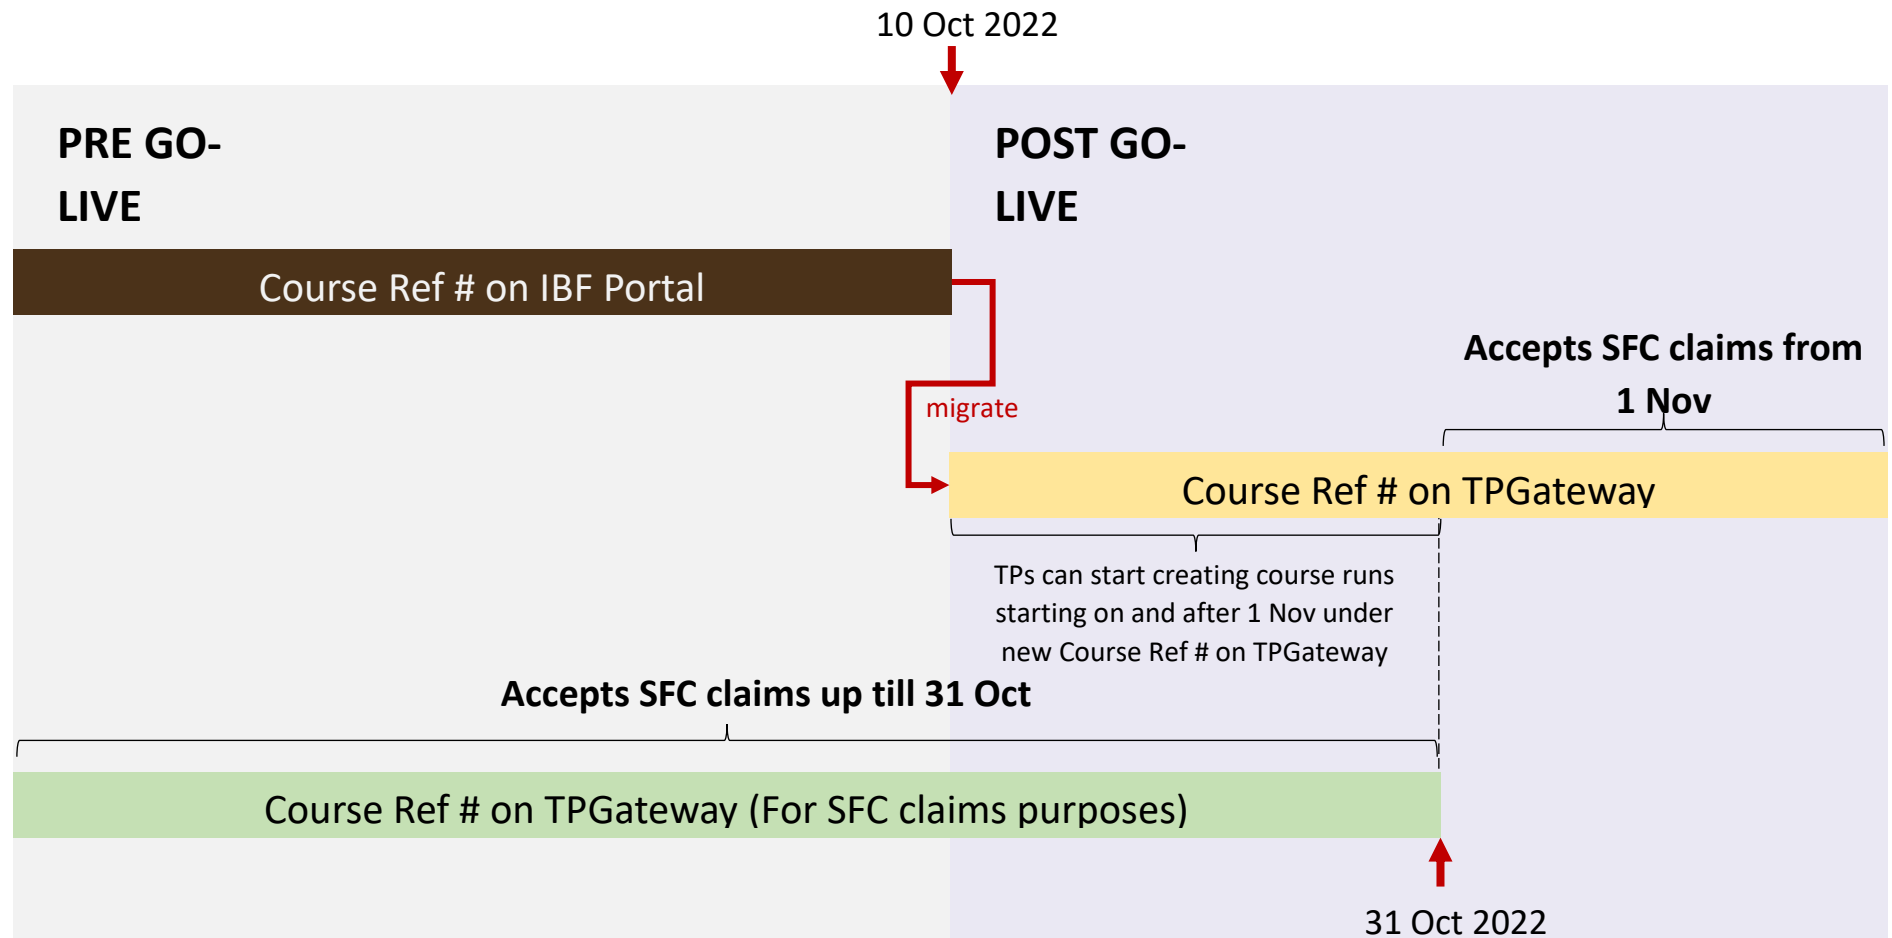 10 Oct 2022
PRE GO-
LIVE
POST GO-
LIVE
Course Ref # on IBF Portal
Accepts SFC claims from
1 Nov
migrate
Course Ref # on TPGateway
TPs can start creating course runs
starting on and after 1 Nov under
new Course Ref # on TPGateway
Accepts SFC claims up till 31 Oct
Course Ref # on TPGateway (For SFC claims purposes)
31 Oct 2022